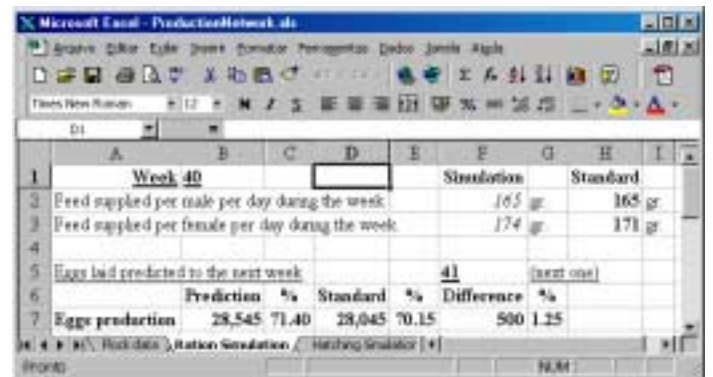 Microsoft Excel - ProductionNetwork.xls
Arquivo Editar Exibir Inserir Formatar Ferramentas Dados Janela Ajuda
Times New Roman 12 N I S
D1 =
A B C D E F G H I
1 Week 40 Simulation Standard
2 Feed supplied per male per day during the week 165 gr. 165 gr.
3 Feed supplied per female per day during the week. 174 gr. 171 gr.
4
5 Eggs laid predicted to the next week 41 (next one)
6 Prediction % Standard % Difference %
7 Eggs production 28,545 71.40 28,045 70.15 500 1.25
Flock data Ration Simulation Hatching Simulator
Pronto NUM